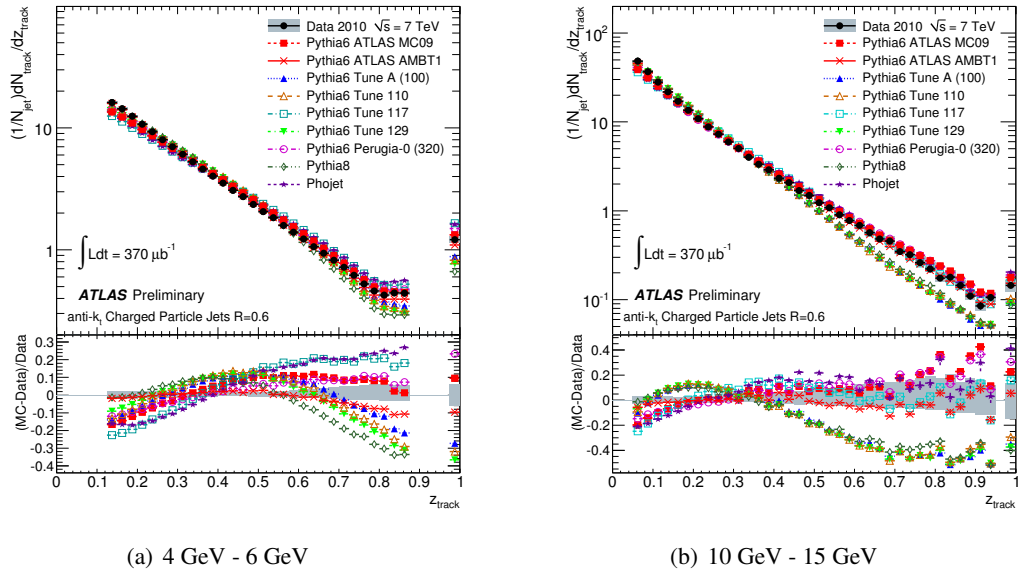 (1/N_jet)dN_track/dz_track
Data 2010 √s = 7 TeV
Pythia6 ATLAS MC09
Pythia6 ATLAS AMBT1
Pythia6 Tune A (100)
Pythia6 Tune 110
Pythia6 Tune 117
Pythia6 Tune 129
Pythia6 Perugia-0 (320)
Pythia8
Phojet
10
1
∫Ldt = 370 μb⁻¹
ATLAS Preliminary
anti-k_t Charged Particle Jets R=0.6
(MC-Data)/Data
0.3
0.2
0.1
0
-0.1
-0.2
-0.3
-0.4
0 0.1 0.2 0.3 0.4 0.5 0.6 0.7 0.8 0.9 1
z_track
(a) 4 GeV - 6 GeV
(1/N_jet)dN_track/dz_track
Data 2010 √s = 7 TeV
Pythia6 ATLAS MC09
Pythia6 ATLAS AMBT1
Pythia6 Tune A (100)
Pythia6 Tune 110
Pythia6 Tune 117
Pythia6 Tune 129
Pythia6 Perugia-0 (320)
Pythia8
Phojet
10²
10
1
10⁻¹
∫Ldt = 370 μb⁻¹
ATLAS Preliminary
anti-k_t Charged Particle Jets R=0.6
(MC-Data)/Data
0.4
0.2
0
-0.2
-0.4
0 0.1 0.2 0.3 0.4 0.5 0.6 0.7 0.8 0.9 1
z_track
(b) 10 GeV - 15 GeV